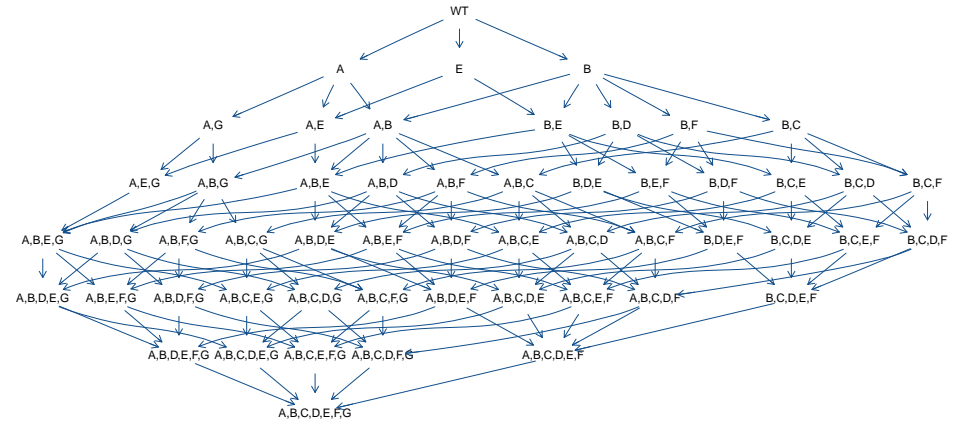 WT
A E B
A,G A,E A,B B,E B,D B,F B,C
A,E,G A,B,G A,B,E A,B,D A,B,F A,B,C B,D,E B,E,F B,D,F B,C,E B,C,D B,C,F
A,B,E,G A,B,D,G A,B,F,G A,B,C,G A,B,D,E A,B,E,F A,B,D,F A,B,C,E A,B,C,D A,B,C,F B,D,E,F B,C,D,E B,C,E,F B,C,D,F
A,B,D,E,G A,B,E,F,G A,B,D,F,G A,B,C,E,G A,B,C,D,G A,B,C,F,G A,B,D,E,F A,B,C,D,E A,B,C,E,F A,B,C,D,F B,C,D,E,F
A,B,D,E,F,G A,B,C,D,E,G A,B,C,E,F,G A,B,C,D,F,G A,B,C,D,E,F
A,B,C,D,E,F,G